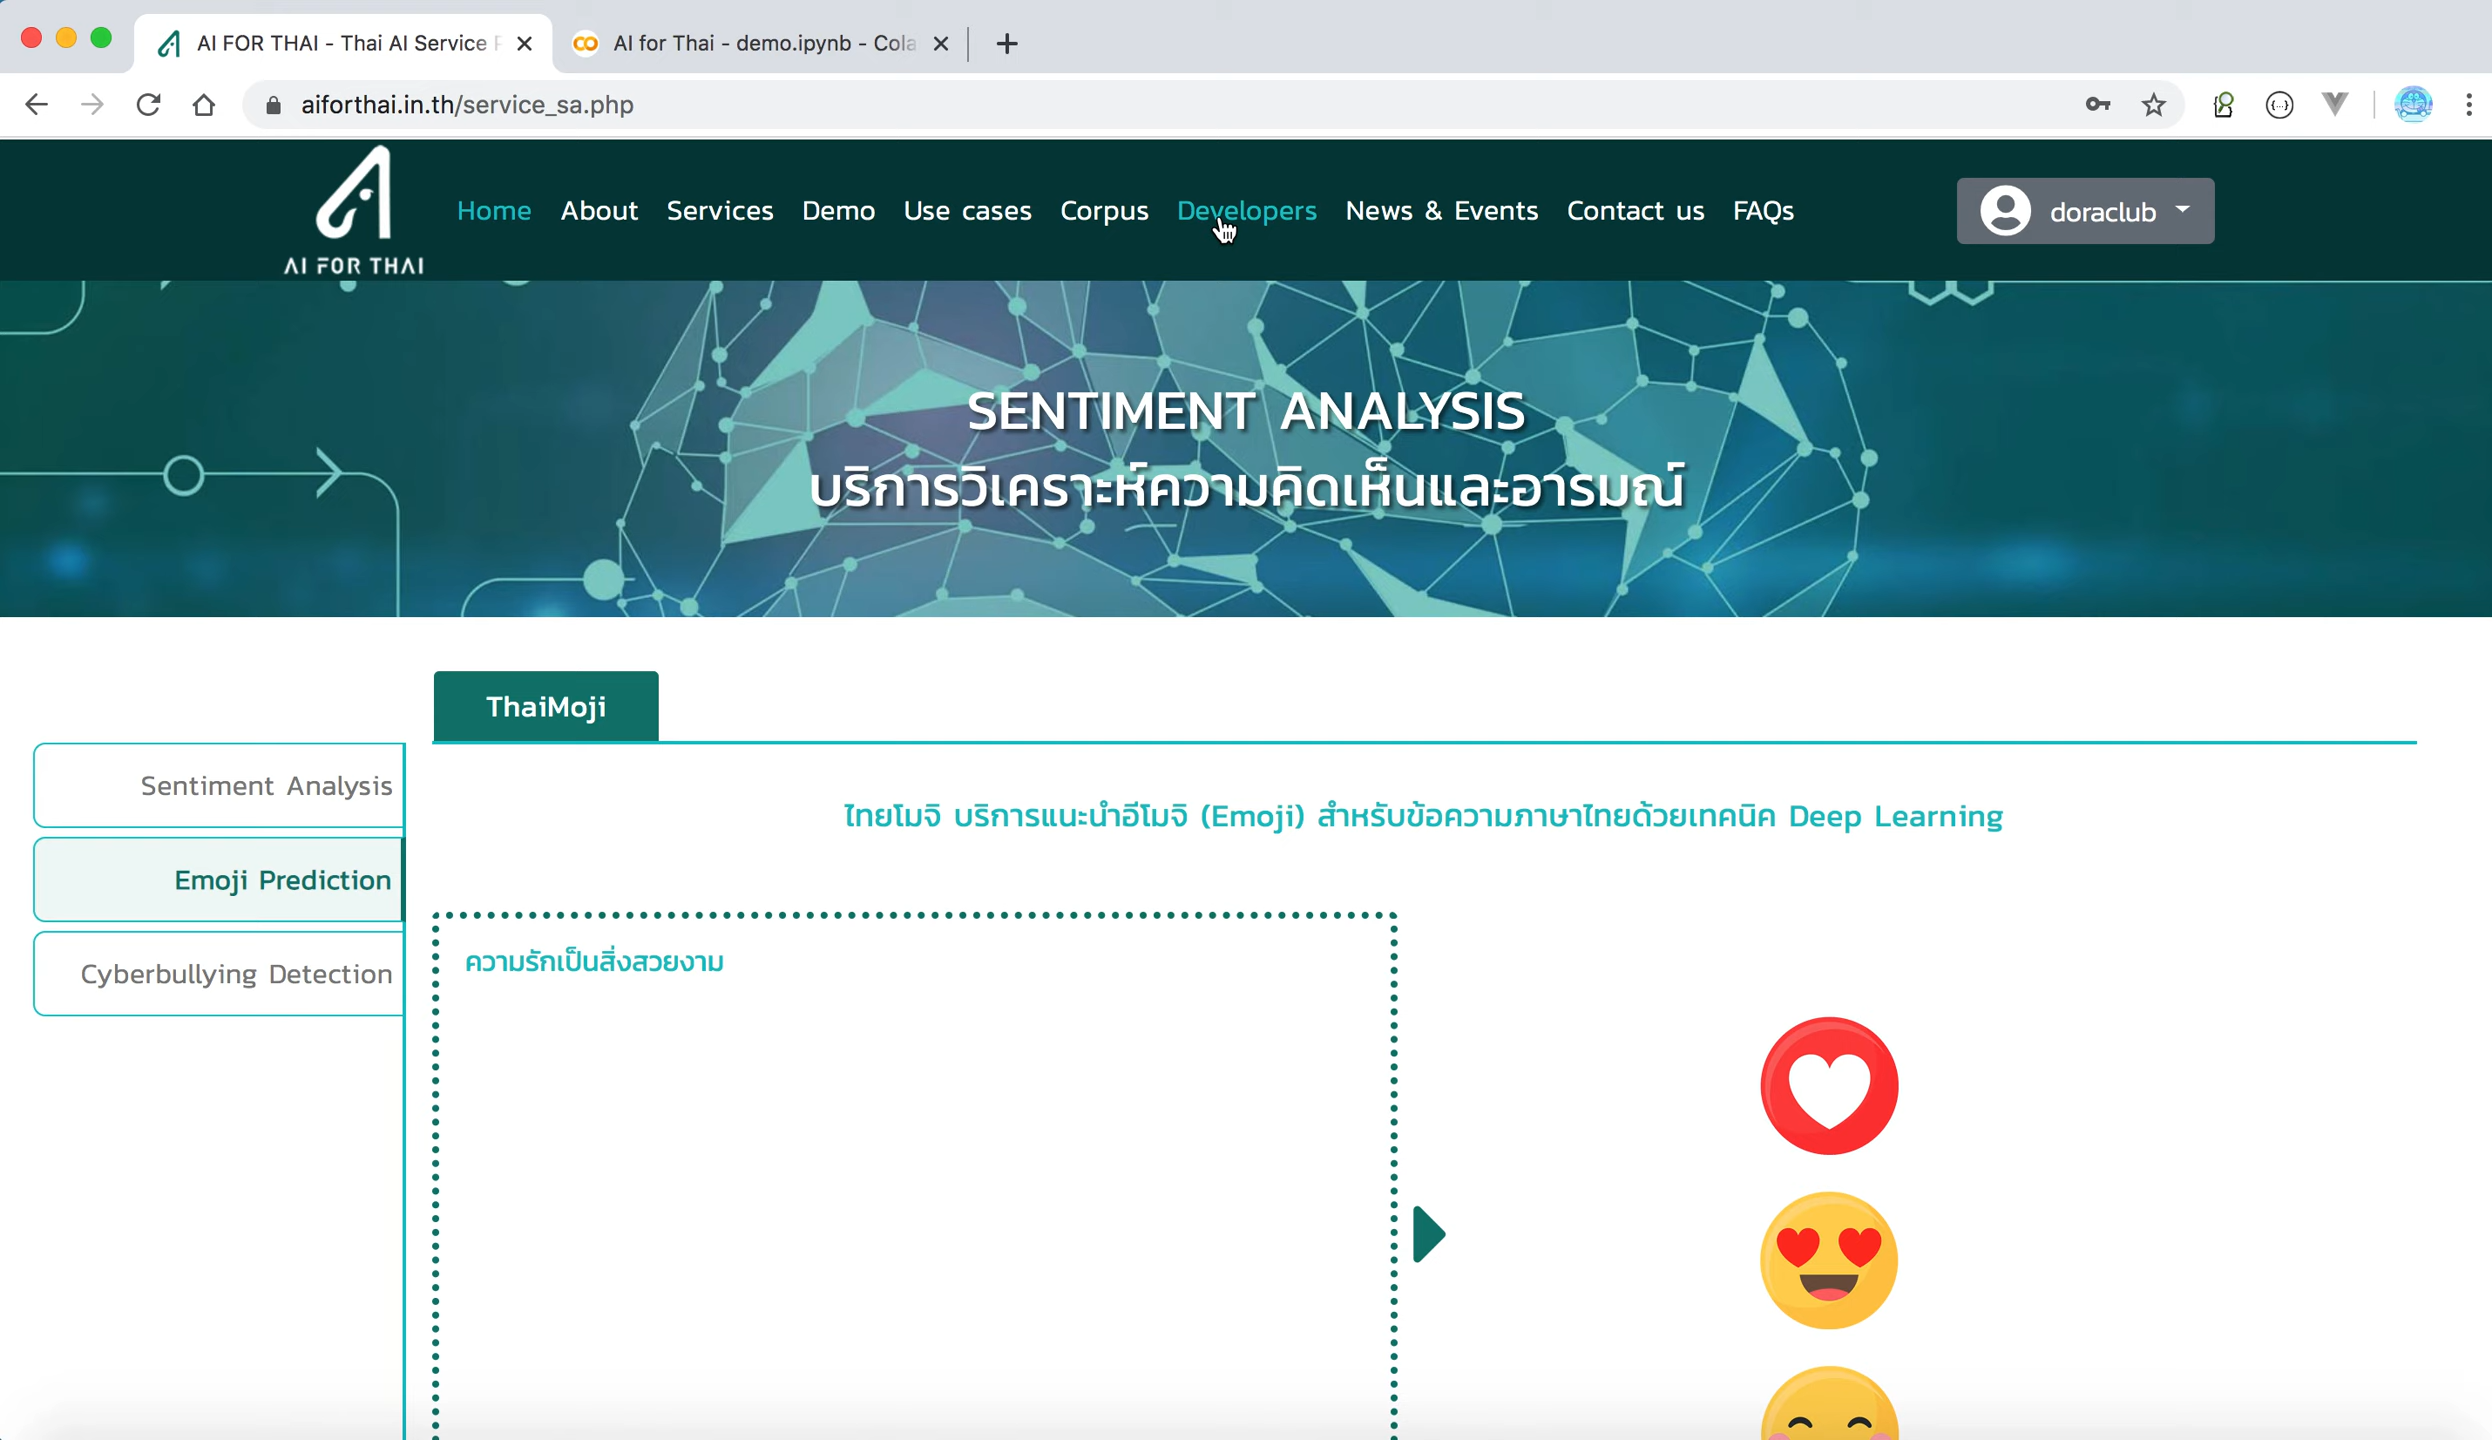 AI FOR THAI - Thai AI Service
AI for Thai - demo.ipynb - Cola
aiforthai.in.th/service_sa.php
AI FOR THAI
Home About Services Demo Use cases Corpus Developers News & Events Contact us FAQs
doraclub
SENTIMENT ANALYSIS
บริการวิเคราะห์ความคิดเห็นและอารมณ์
ThaiMoji
Sentiment Analysis
Emoji Prediction
Cyberbullying Detection
ไทยโมจิ บริการแนะนำอีโมจิ (Emoji) สำหรับข้อความภาษาไทยด้วยเทคนิค Deep Learning
ความรักเป็นสิ่งสวยงาม